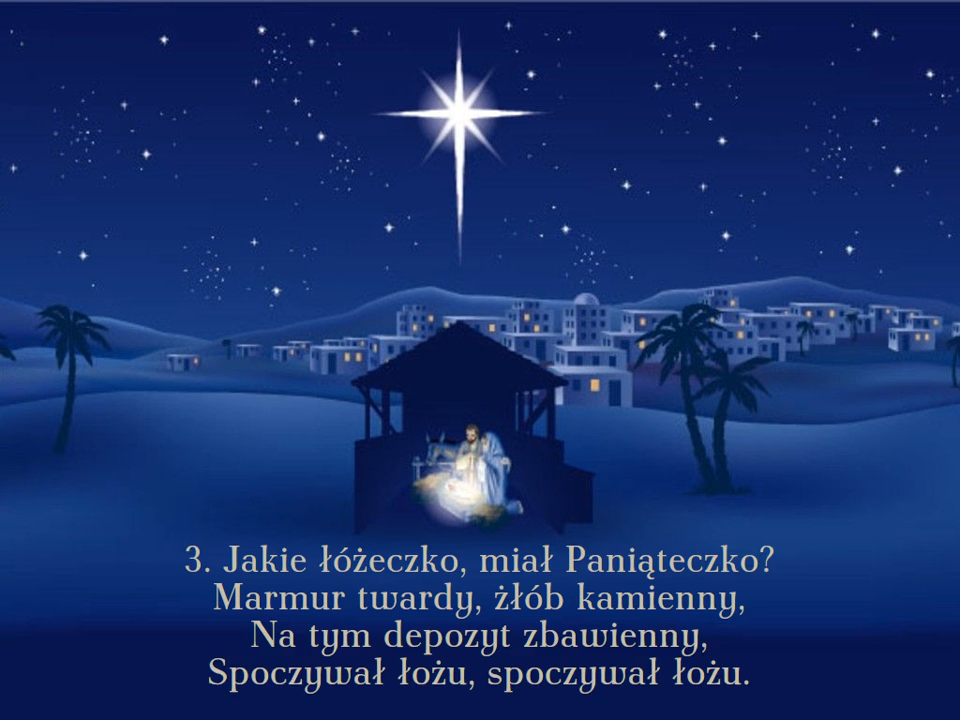 3. Jakie łóżeczko, miał Paniąteczko?
Marmur twardy, żłób kamienny,
Na tym depozyt zbawienny,
Spoczywał łożu, spoczywał łożu.